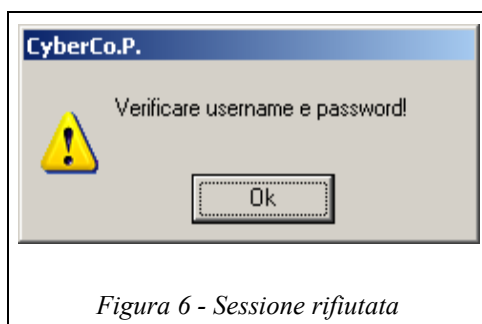 CyberCo.P.
Verificare username e password!
Ok
Figura 6 - Sessione rifiutata